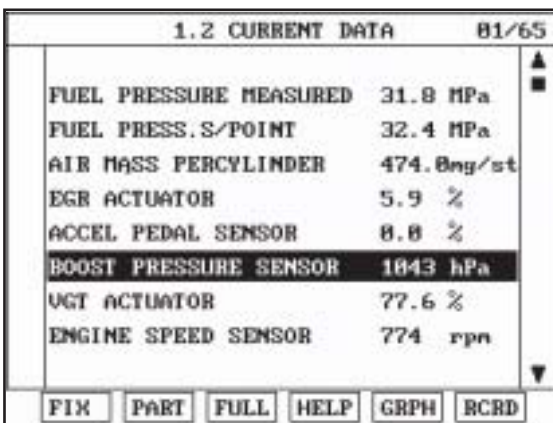 1.2 CURRENT DATA 01/65
FUEL PRESSURE MEASURED 31.8 MPa
FUEL PRESS.S/POINT 32.4 MPa
AIR MASS PERCYLINDER 474.0mg/st
EGR ACTUATOR 5.9 %
ACCEL PEDAL SENSOR 0.0 %
BOOST PRESSURE SENSOR 1043 hPa
VGT ACTUATOR 77.6 %
ENGINE SPEED SENSOR 774 rpm
FIX PART FULL HELP GRPH RCRD